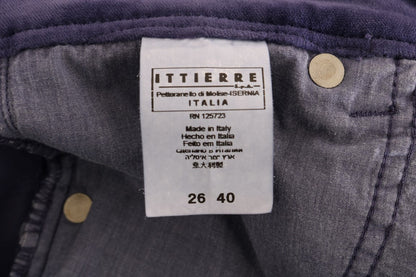 ITTIERRE
S.p.A.
Pettoranello di Molise-ISERNIA
ITALIA
RN 125723
Made in Italy
Hecho en Italia
Feito em Italia
意大利製
26 40